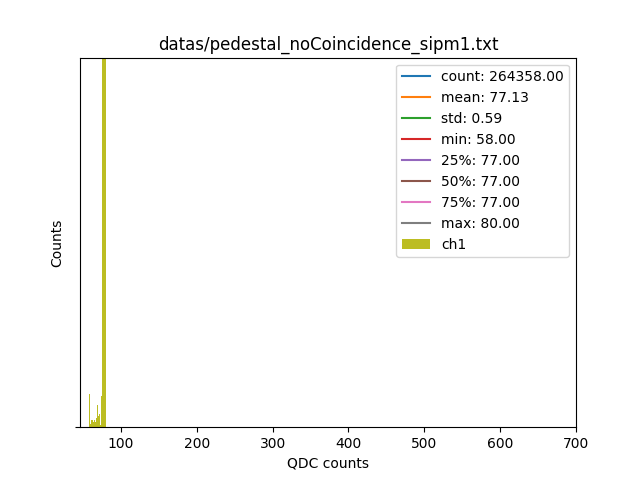 datas/pedestal_noCoincidence_sipm1.txt
count: 264358.00
mean: 77.13
std: 0.59
min: 58.00
25%: 77.00
50%: 77.00
75%: 77.00
max: 80.00
ch1
Counts
100 200 300 400 500 600 700
QDC counts